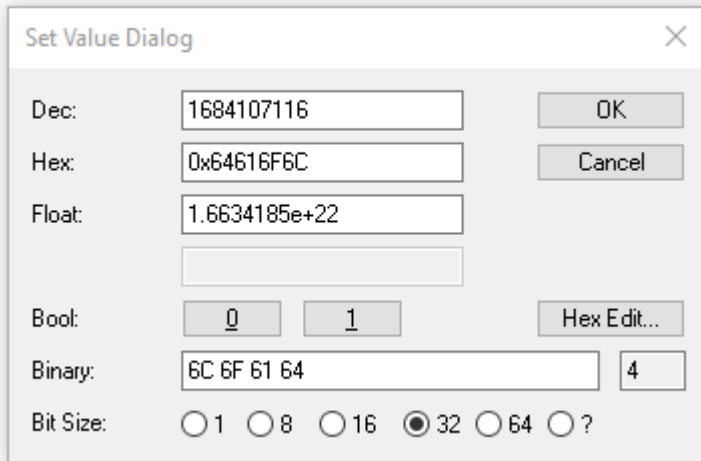 Set Value Dialog
Dec: 1684107116 OK
Hex: 0x64616F6C Cancel
Float: 1.6634185e+22
Bool: 0 1 Hex Edit...
Binary: 6C 6F 61 64 4
Bit Size: 1 8 16 32 64 ?